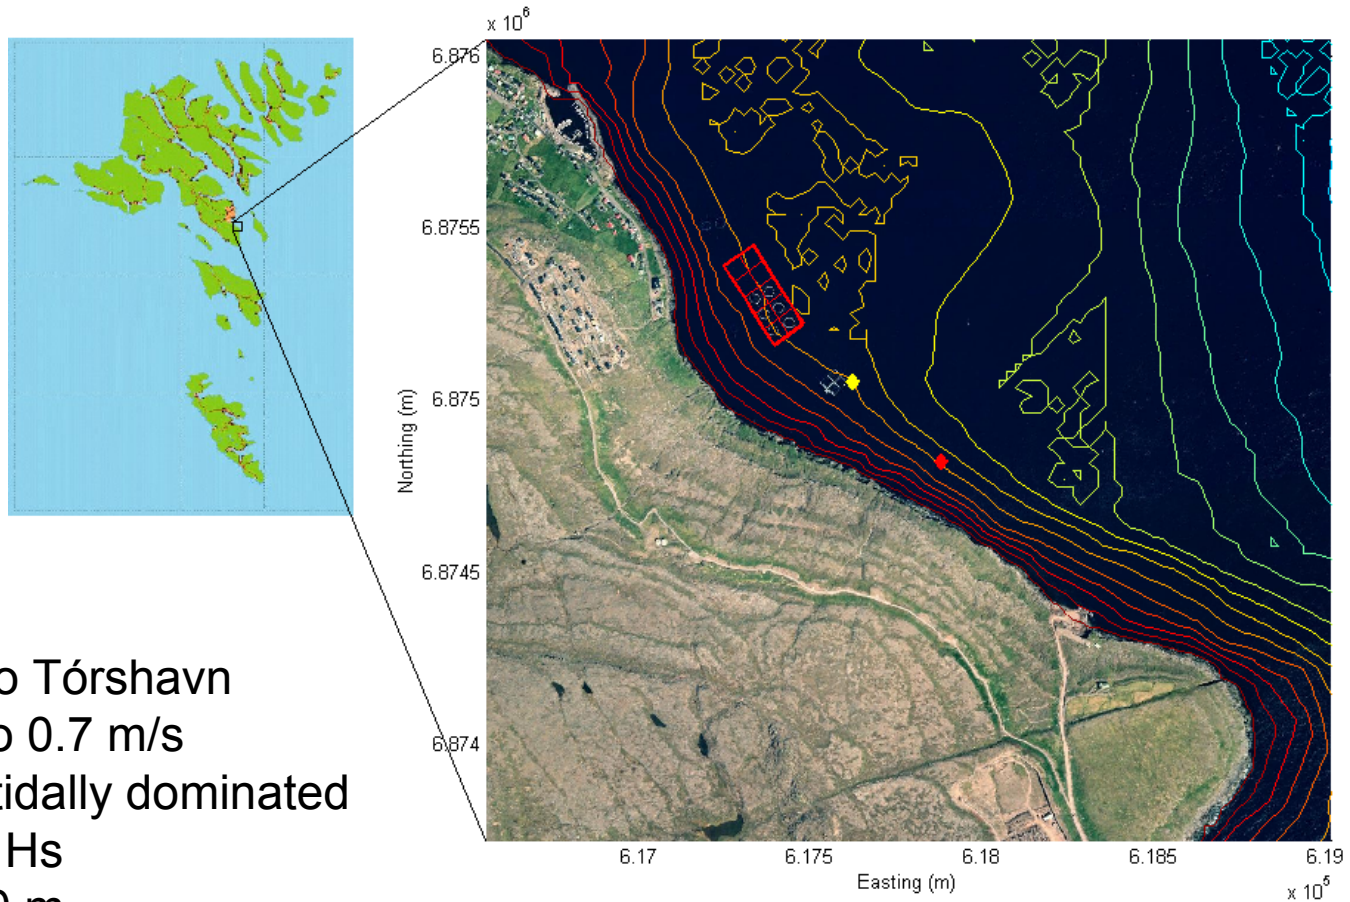 x 10⁶
6.876
6.8755
6.875
6.8745
6.874
Northing (m)
6.17
6.175
6.18
6.185
6.19
Easting (m)
x 10⁵
o Tórshavn
o 0.7 m/s
tidally dominated
Hs
m